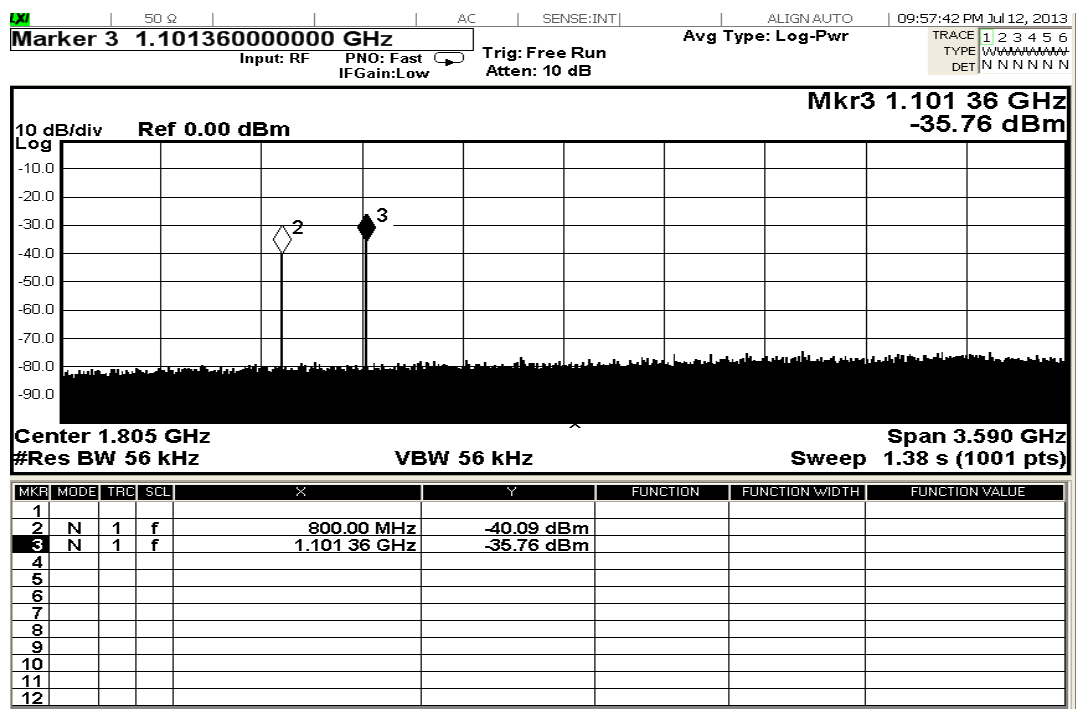 LXI 50 Ω AC SENSE:INT ALIGN AUTO 09:57:42 PM Jul 12, 2013
Marker 3 1.101360000000 GHz
Input: RF PNO: Fast Trig: Free Run Avg Type: Log-Pwr TRACE 1 2 3 4 5 6
IFGain:Low Atten: 10 dB TYPE
DET N N N N N N
Mkr3 1.101 36 GHz
10 dB/div Ref 0.00 dBm -35.76 dBm
Log
-10.0
-20.0
-30.0
-40.0
-50.0
-60.0
-70.0
-80.0
-90.0
2
3
Center 1.805 GHz Span 3.590 GHz
#Res BW 56 kHz VBW 56 kHz Sweep 1.38 s (1001 pts)
MKR MODE TRC SCL X Y FUNCTION FUNCTION WIDTH FUNCTION VALUE
1
2 N 1 f 800.00 MHz -40.09 dBm
3 N 1 f 1.101 36 GHz -35.76 dBm
4
5
6
7
8
9
10
11
12